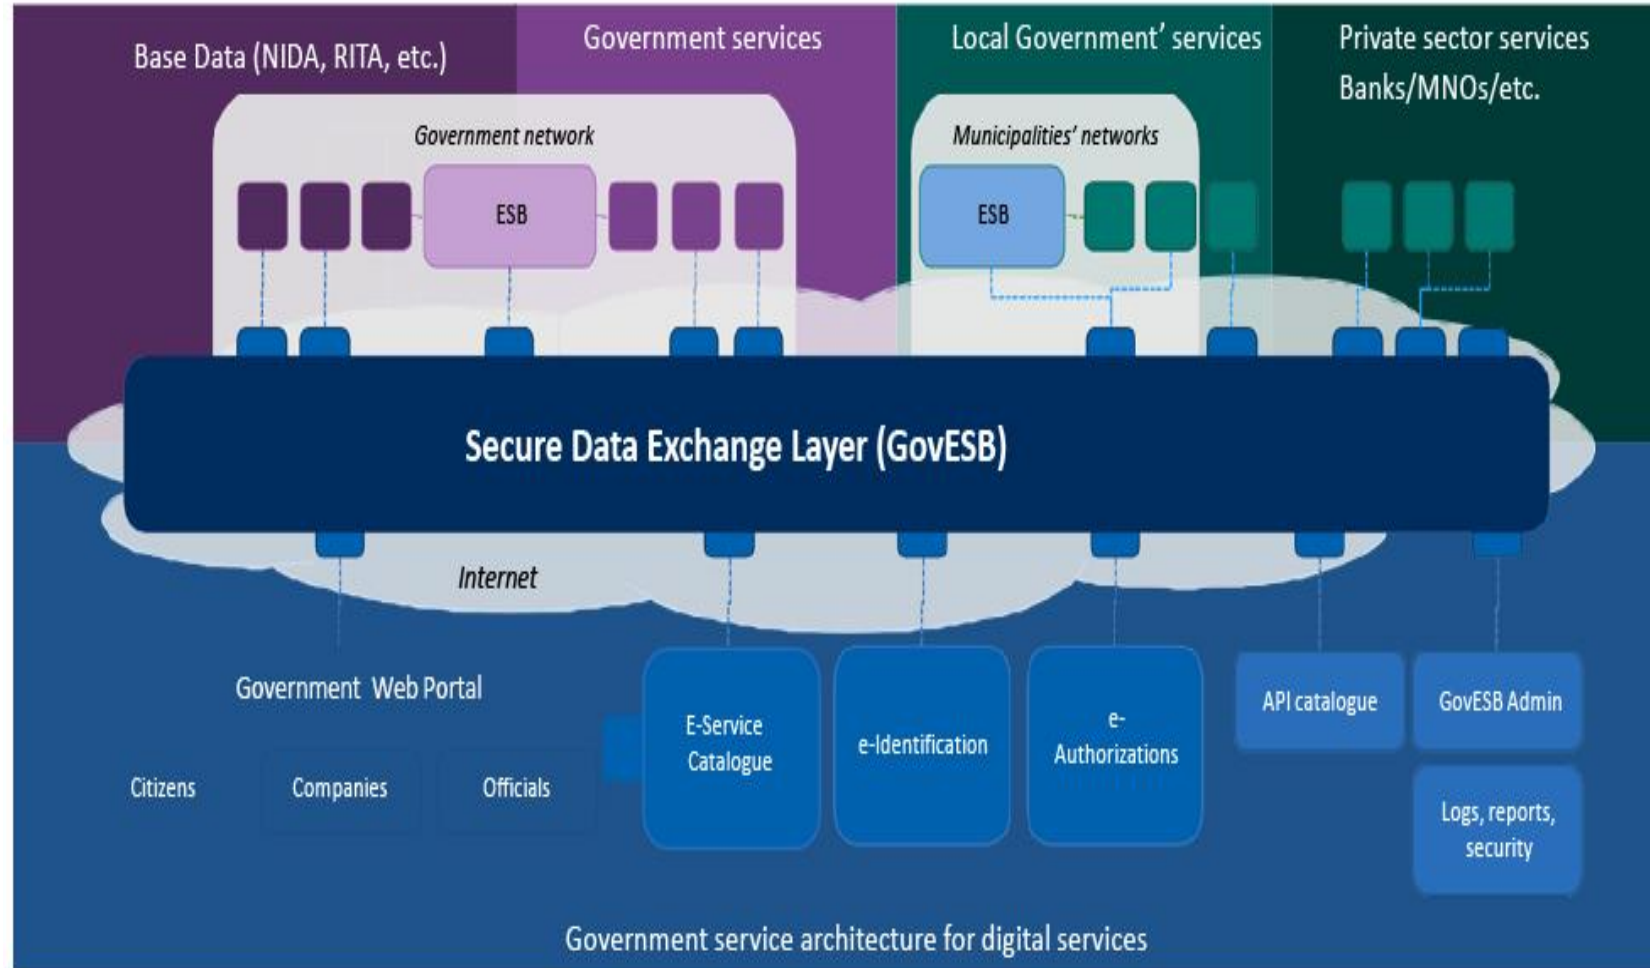 Base Data (NIDA, RITA, etc.)
Government services
Local Government’ services
Private sector services
Banks/MNOs/etc.
Government network
Municipalities’ networks
ESB
ESB
Secure Data Exchange Layer (GovESB)
Internet
Government Web Portal
Citizens
Companies
Officials
E-Service
Catalogue
e-Identification
e-
Authorizations
API catalogue
GovESB Admin
Logs, reports,
security
Government service architecture for digital services